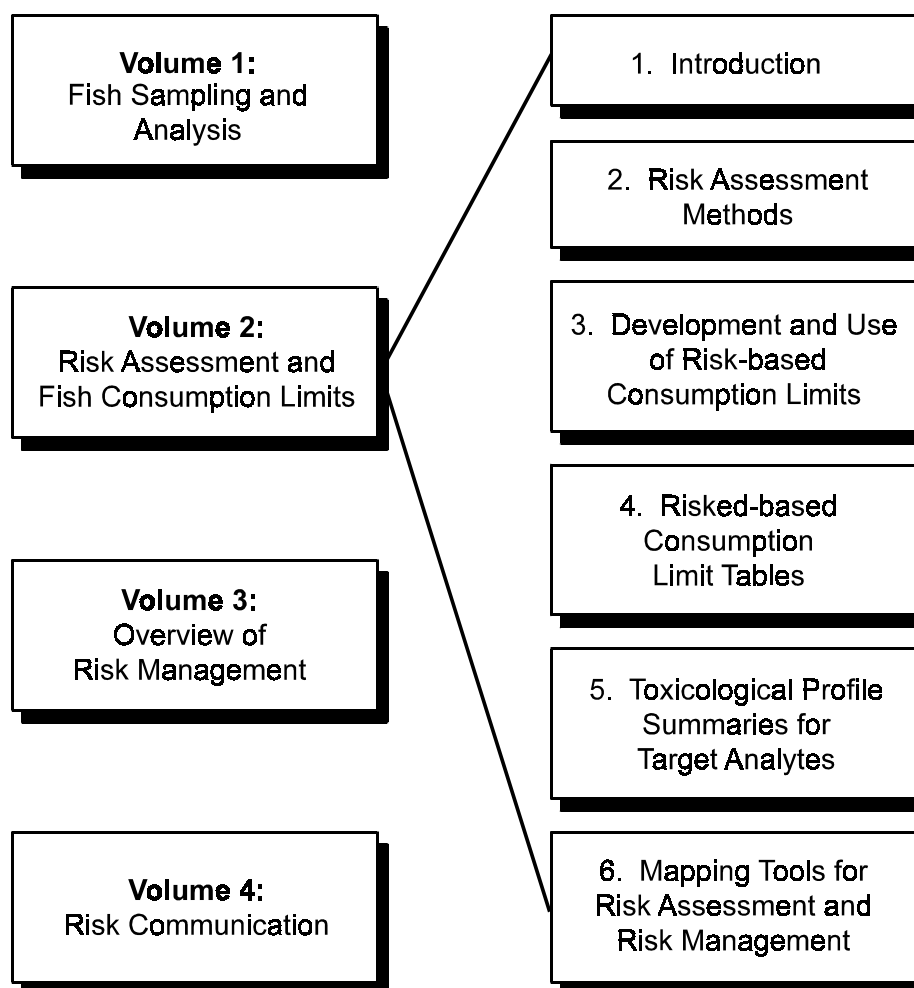 Volume 1:
Fish Sampling and
Analysis
Volume 2:
Risk Assessment and
Fish Consumption Limits
Volume 3:
Overview of
Risk Management
Volume 4:
Risk Communication
1. Introduction
2. Risk Assessment
Methods
3. Development and Use
of Risk-based
Consumption Limits
4. Risked-based
Consumption
Limit Tables
5. Toxicological Profile
Summaries for
Target Analytes
6. Mapping Tools for
Risk Assessment and
Risk Management